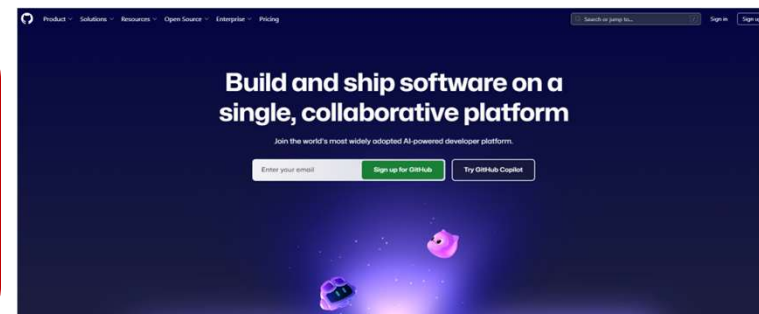 Product Solutions Resources Open Source Enterprise Pricing Search or jump to... / Sign in Sign u
Build and ship software on a
single, collaborative platform
Join the world's most widely adopted AI-powered developer platform.
Enter your email Sign up for GitHub Try GitHub Copilot